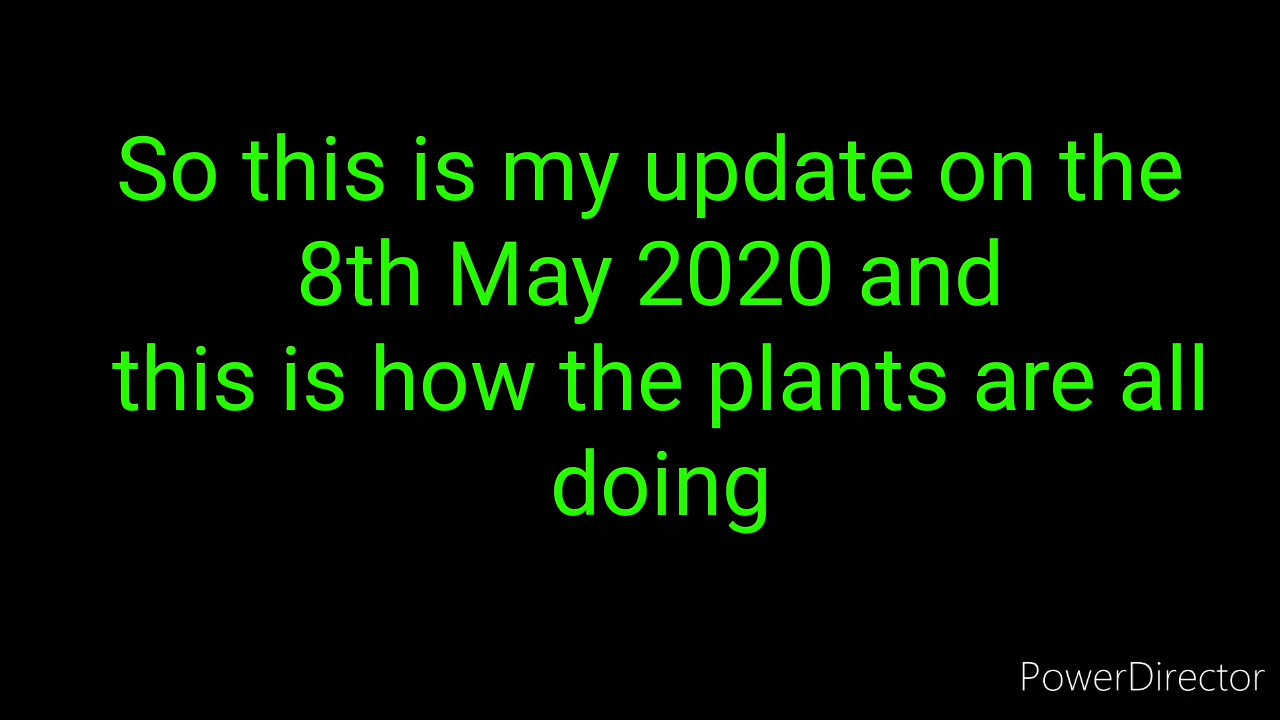 So this is my update on the
8th May 2020 and
this is how the plants are all
doing
PowerDirector